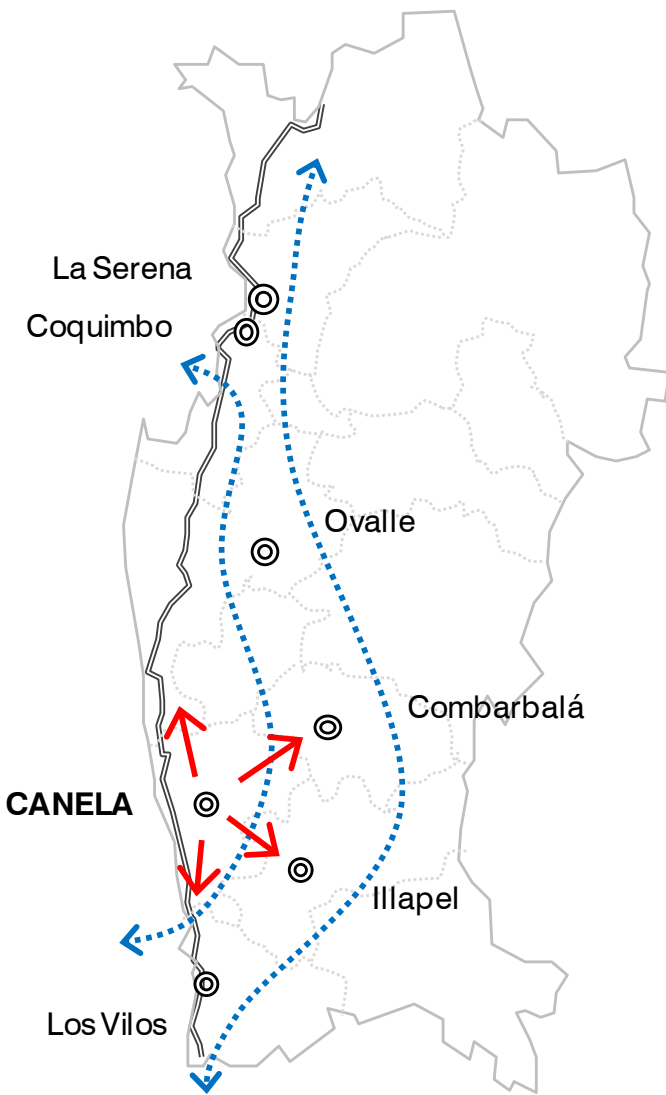 La Serena
Coquimbo
Ovalle
Combarbalá
CANELA
Illapel
Los Vilos